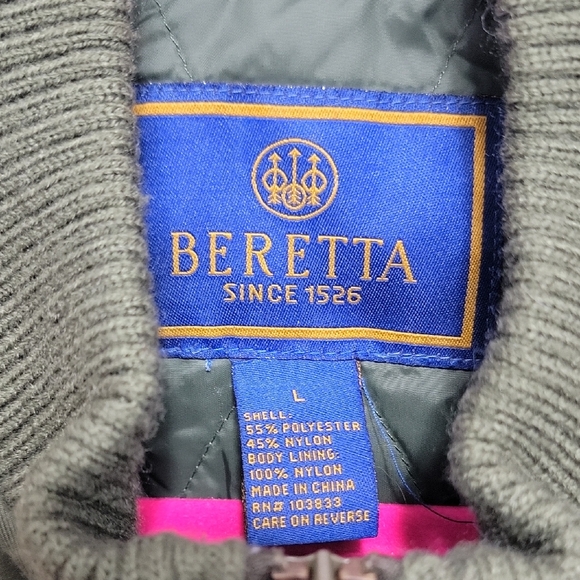 BERETTA
SINCE 1526
L
SHELL:
55% POLYESTER
45% NYLON
BODY LINING:
100% NYLON
MADE IN CHINA
RN# 103833
CARE ON REVERSE